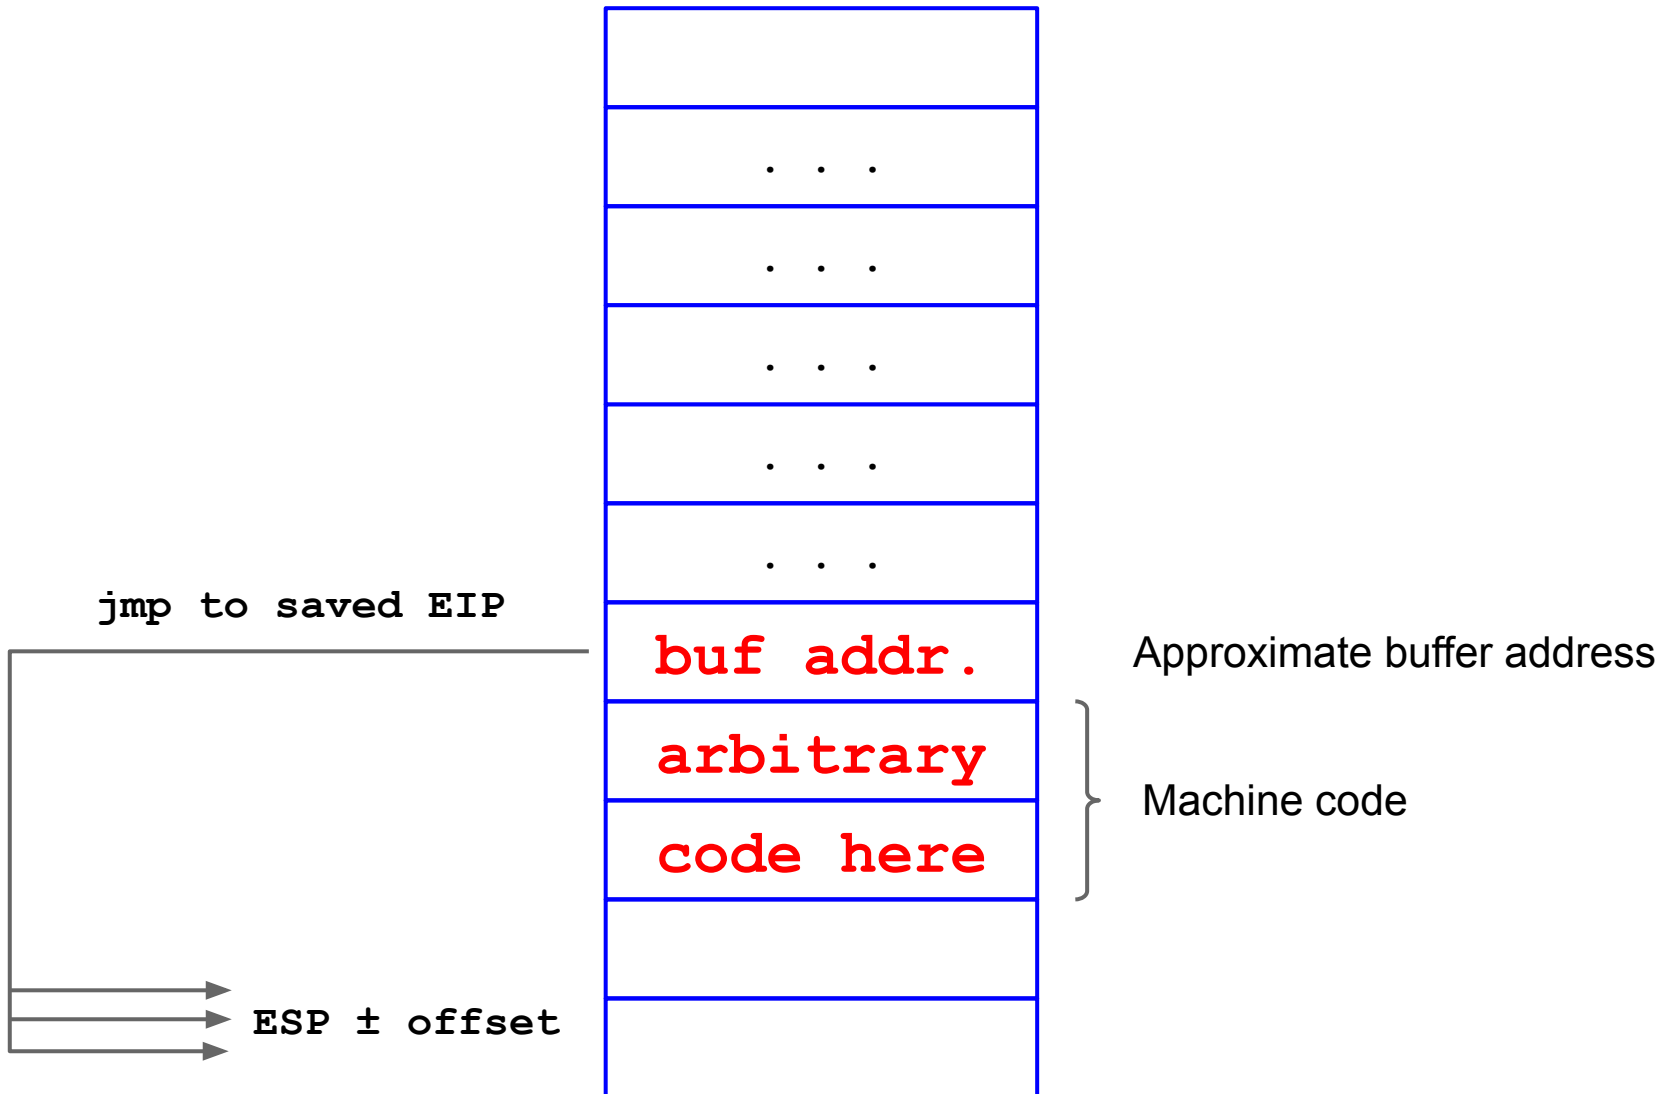 . . .
. . .
. . .
. . .
. . .
jmp to saved EIP
buf addr.
Approximate buffer address
arbitrary
Machine code
code here
ESP ± offset